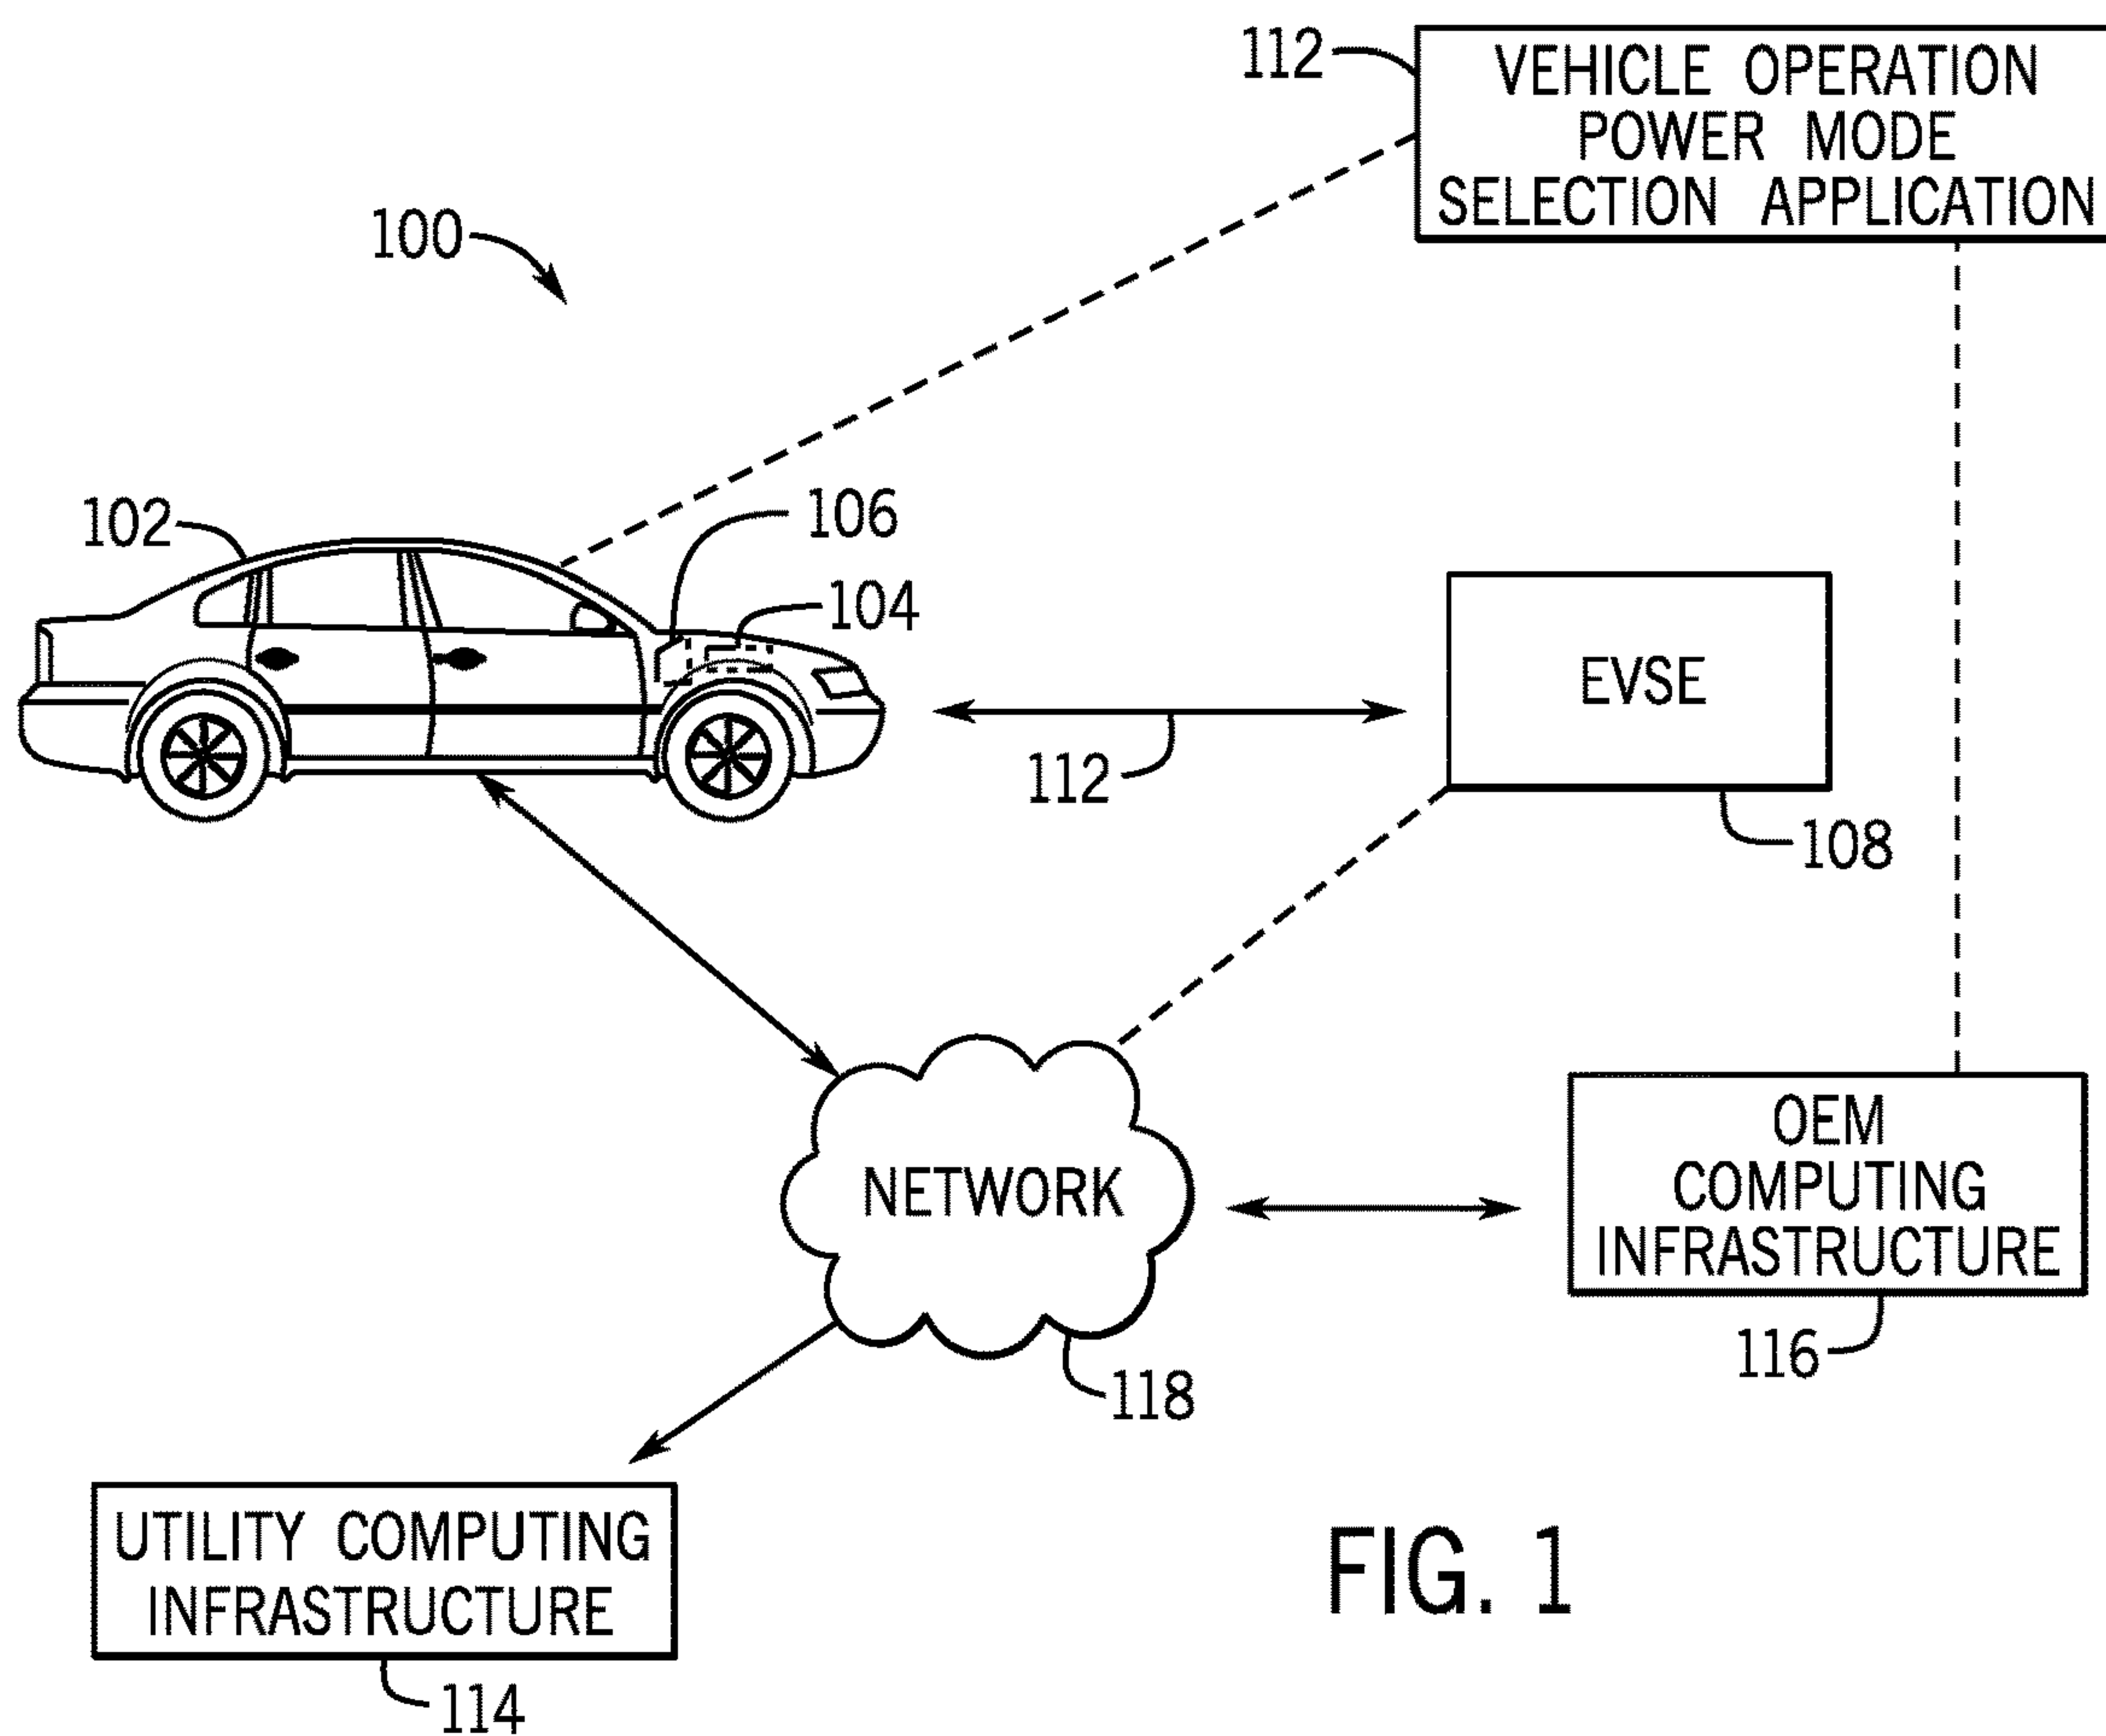 112
VEHICLE OPERATION
POWER MODE
SELECTION APPLICATION
100
102
106
104
EVSE
112
108
NETWORK
OEM
COMPUTING
INFRASTRUCTURE
116
118
UTILITY COMPUTING
INFRASTRUCTURE
114
FIG. 1